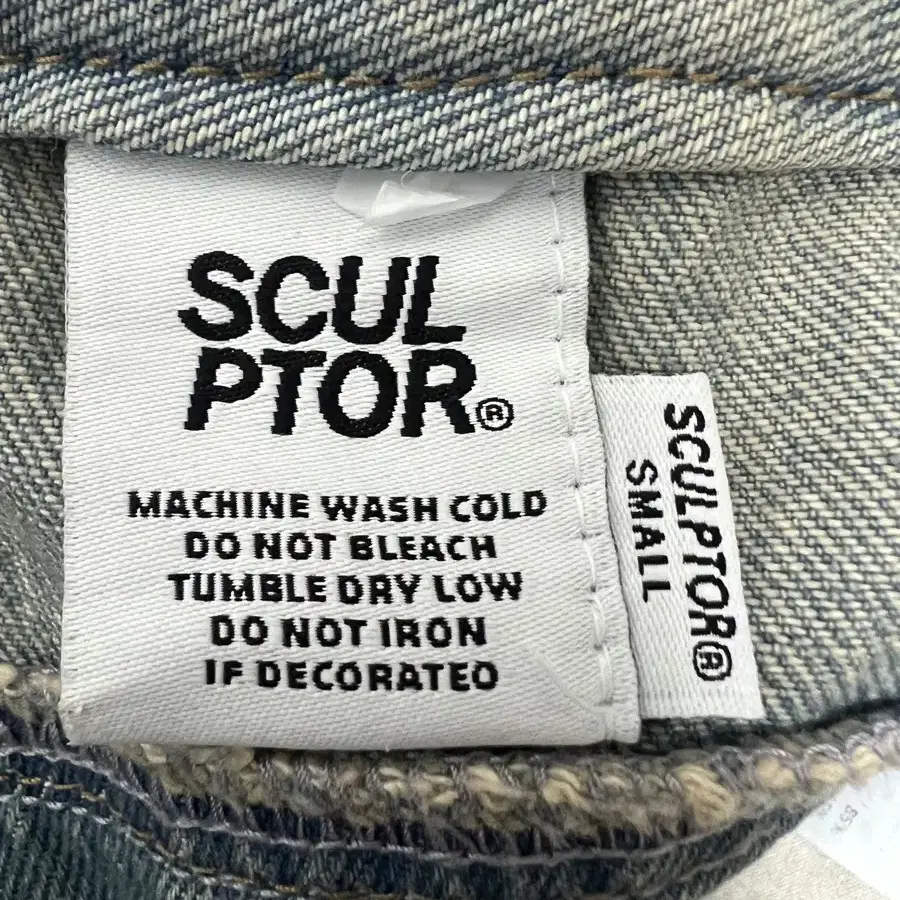 SCUL
PTOR®
MACHINE WASH COLD
DO NOT BLEACH
TUMBLE DRY LOW
DO NOT IRON
IF DECORATED
SCULPTOR®
SMALL